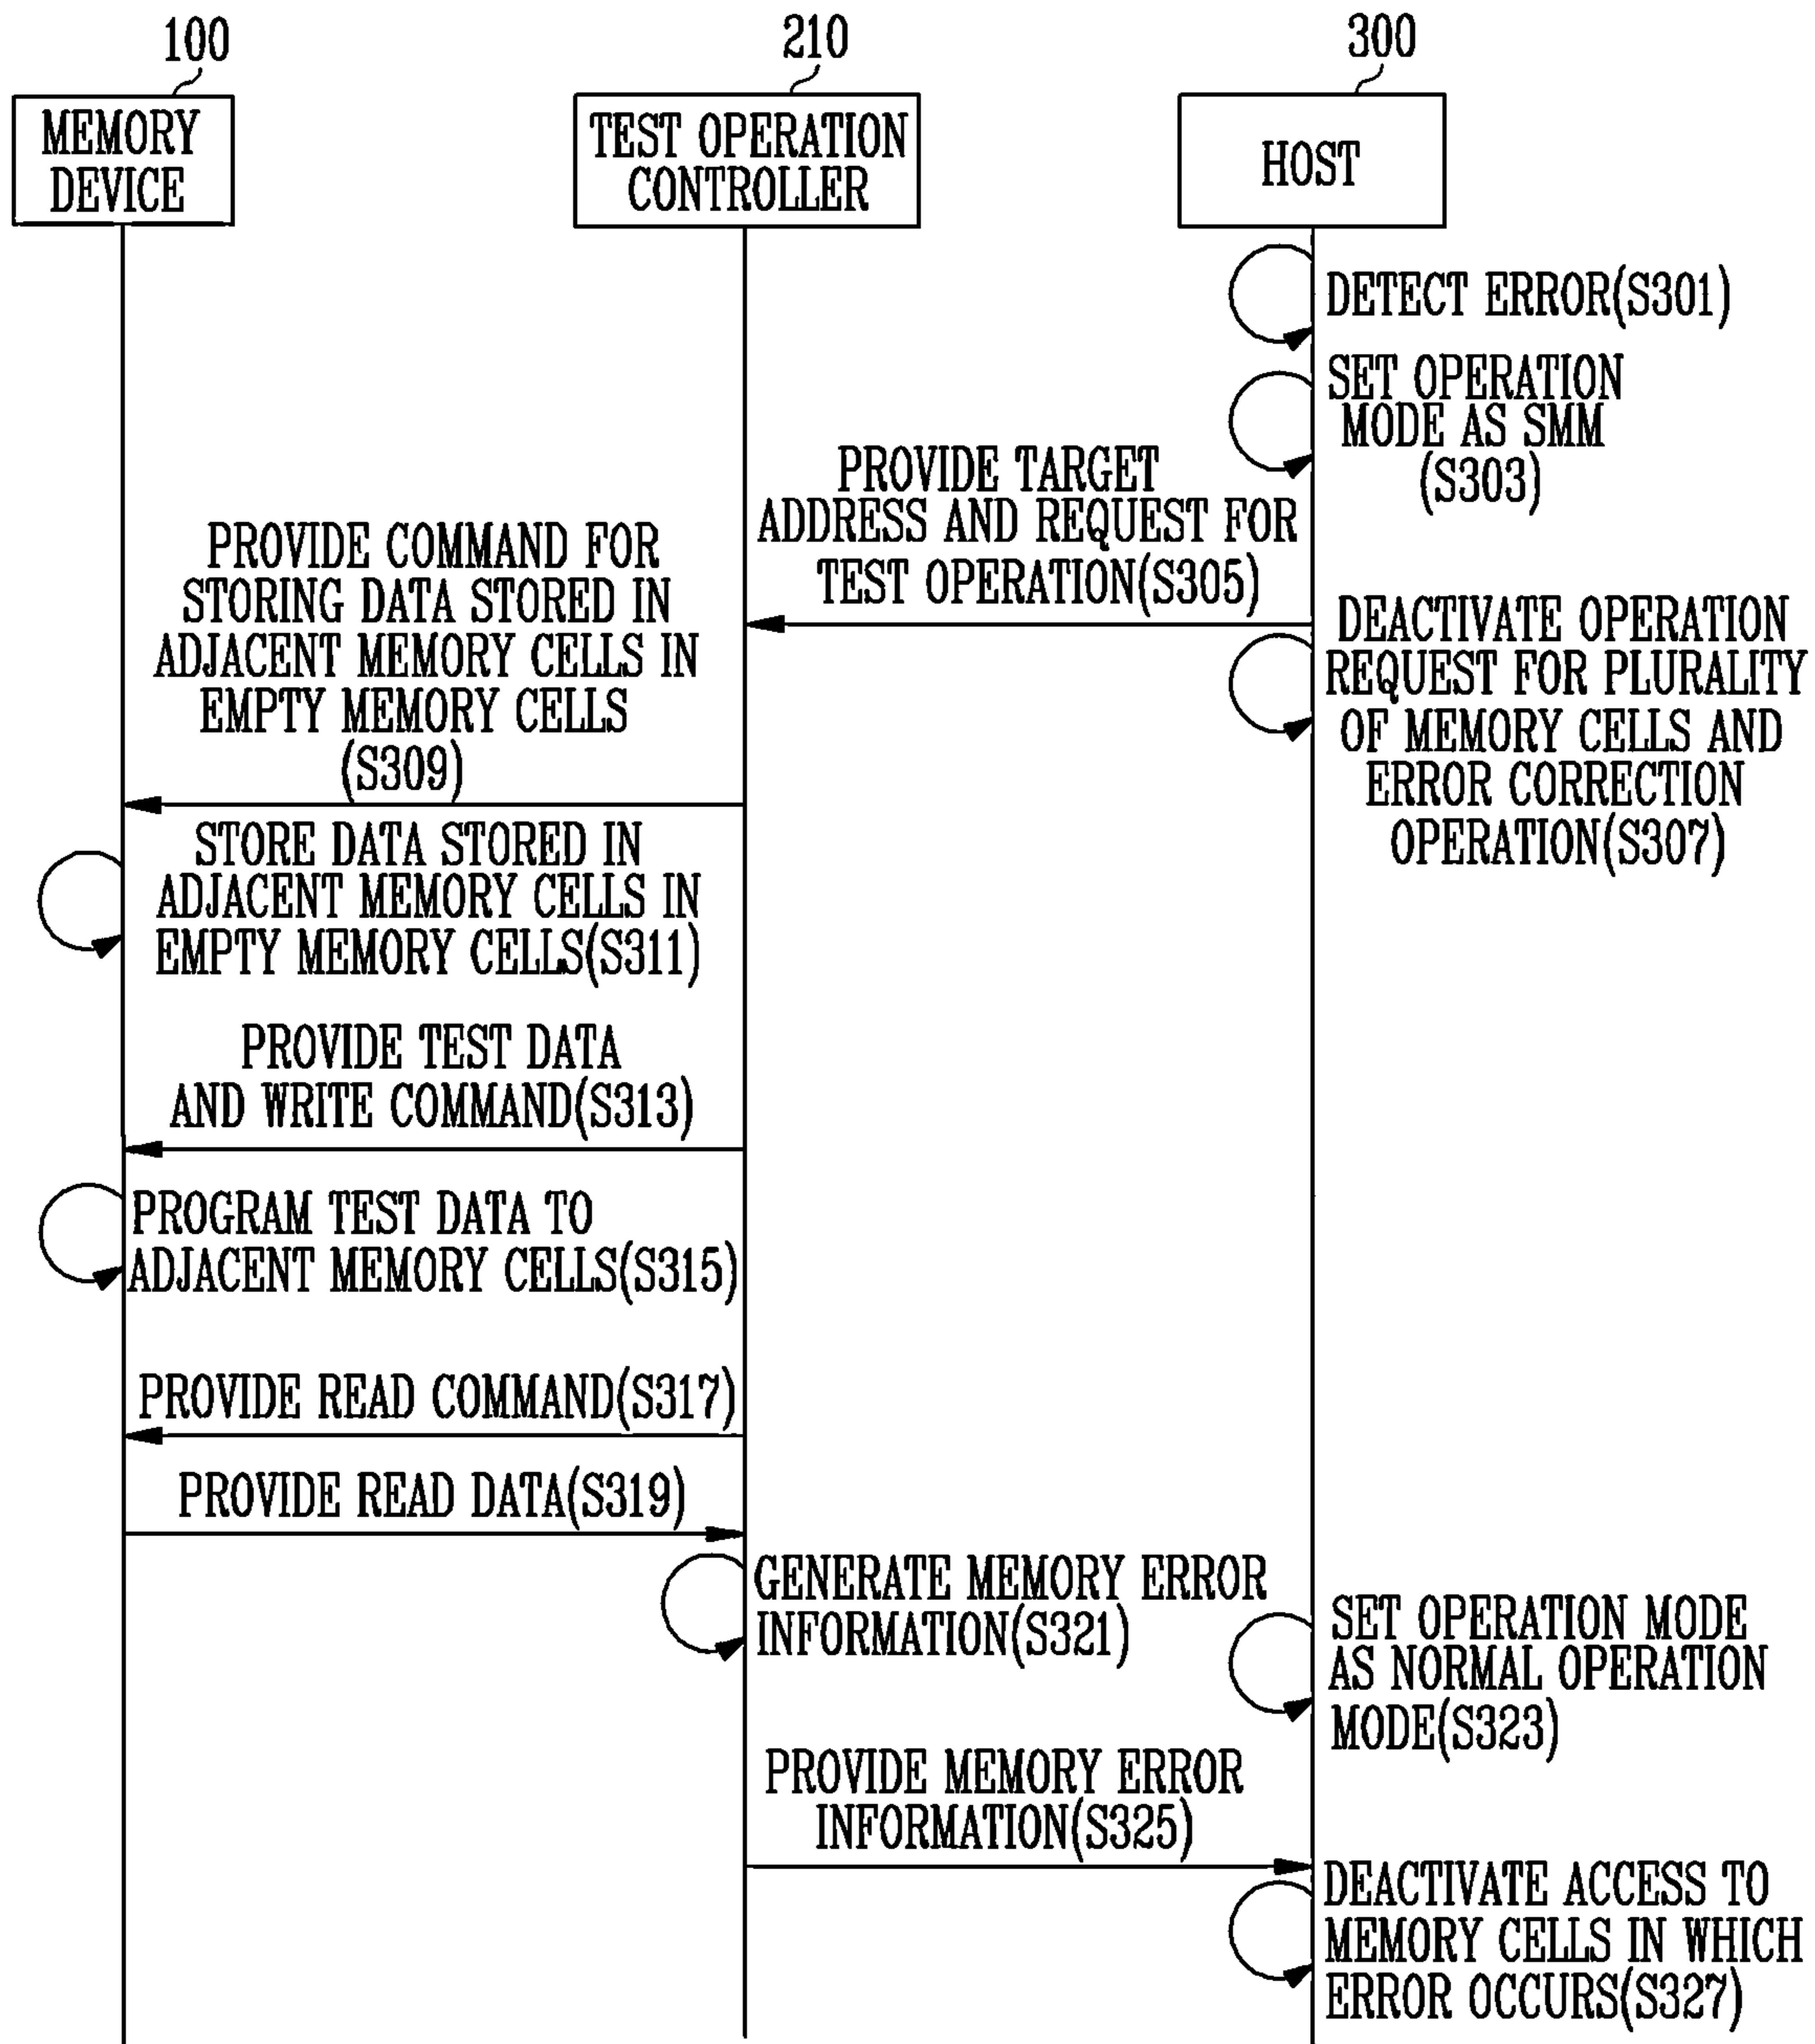 100
210
300
MEMORY
DEVICE
TEST OPERATION
CONTROLLER
HOST
DETECT ERROR(S301)
SET OPERATION
MODE AS SMM
(S303)
PROVIDE TARGET
ADDRESS AND REQUEST FOR
TEST OPERATION(S305)
DEACTIVATE OPERATION
REQUEST FOR PLURALITY
OF MEMORY CELLS AND
ERROR CORRECTION
OPERATION(S307)
PROVIDE COMMAND FOR
STORING DATA STORED IN
ADJACENT MEMORY CELLS IN
EMPTY MEMORY CELLS
(S309)
STORE DATA STORED IN
ADJACENT MEMORY CELLS IN
EMPTY MEMORY CELLS(S311)
PROVIDE TEST DATA
AND WRITE COMMAND(S313)
PROGRAM TEST DATA TO
ADJACENT MEMORY CELLS(S315)
PROVIDE READ COMMAND(S317)
PROVIDE READ DATA(S319)
GENERATE MEMORY ERROR
INFORMATION(S321)
SET OPERATION MODE
AS NORMAL OPERATION
MODE(S323)
PROVIDE MEMORY ERROR
INFORMATION(S325)
DEACTIVATE ACCESS TO
MEMORY CELLS IN WHICH
ERROR OCCURS(S327)